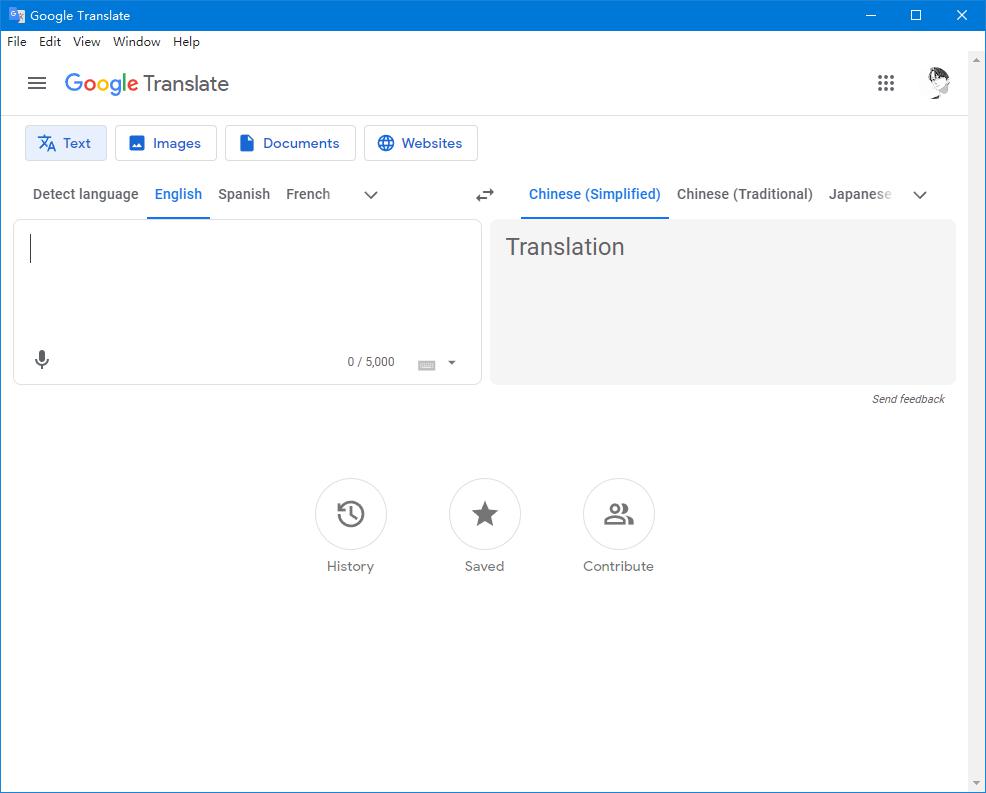 Google Translate
File Edit View Window Help
Google Translate
Text Images Documents Websites
Detect language English Spanish French Chinese (Simplified) Chinese (Traditional) Japanese
Translation
0 / 5,000
Send feedback
History Saved Contribute